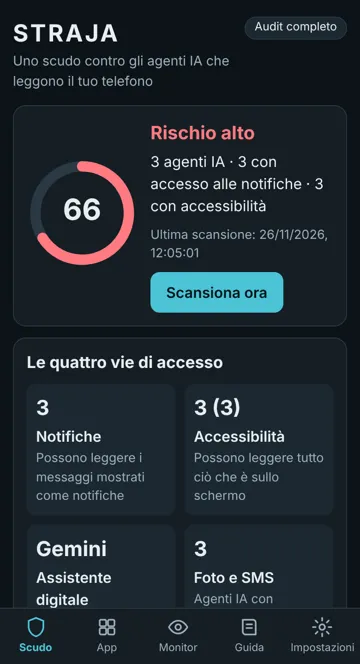 STRAJA
Audit completo
Uno scudo contro gli agenti IA che
leggono il tuo telefono
66
Rischio alto
3 agenti IA · 3 con
accesso alle notifiche · 3
con accessibilità
Ultima scansione: 26/11/2026,
12:05:01
Scansiona ora
Le quattro vie di accesso
3
Notifiche
Possono leggere i
messaggi mostrati
come notifiche
3 (3)
Accessibilità
Possono leggere tutto
ciò che è sullo
schermo
Gemini
Assistente
digitale
3
Foto e SMS
Agenti IA con
Scudo
App
Monitor
Guida
Impostazioni